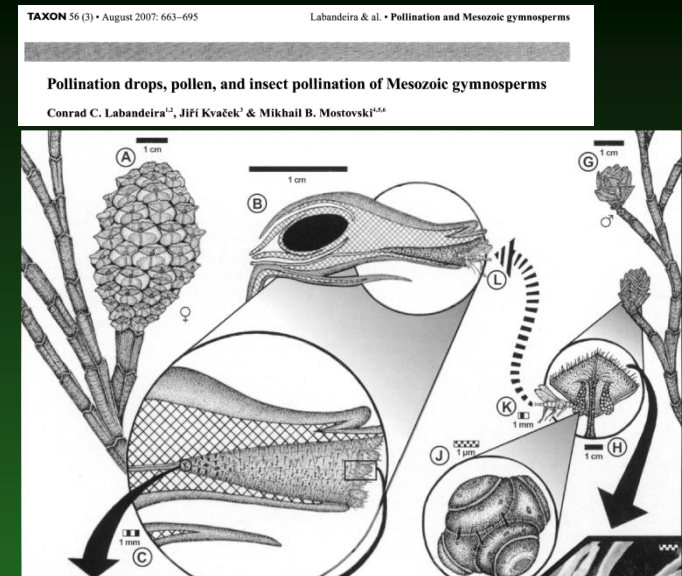 TAXON 56 (3) • August 2007: 663–695 Labandeira & al. • Pollination and Mesozoic gymnosperms
Pollination drops, pollen, and insect pollination of Mesozoic gymnosperms
Conrad C. Labandeira1,2, Jiří Kvaček3 & Mikhail B. Mostovski4,5,6
A
1 cm
B
1 cm
G
1 cm
♂
♀
L
K
1 mm
H
1 cm
J
1 µm
C
1 mm